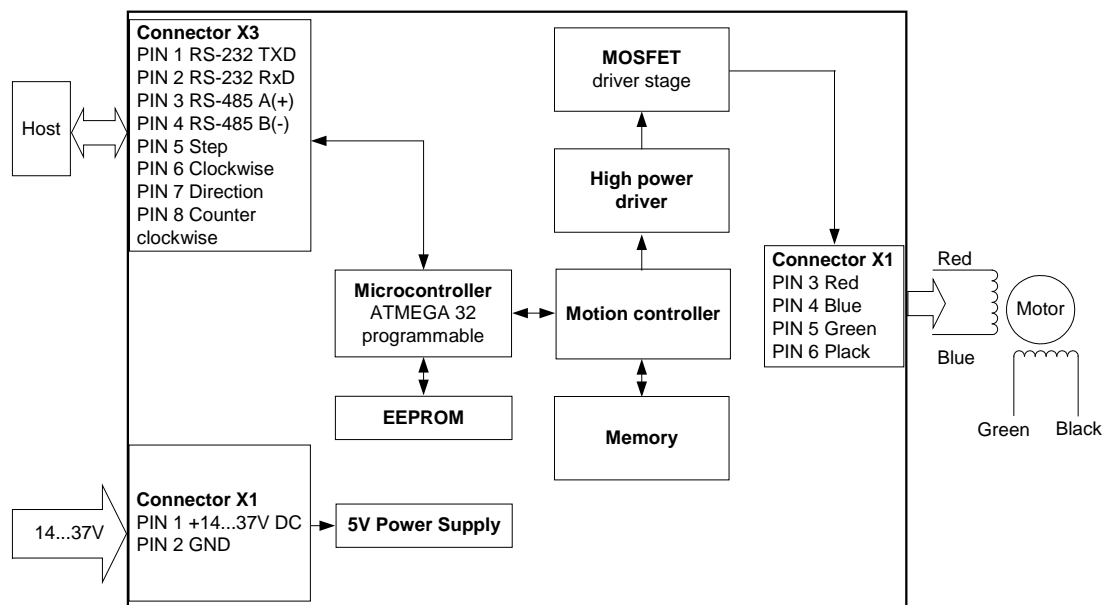 Connector X3
PIN 1 RS-232 TXD
PIN 2 RS-232 RxD
PIN 3 RS-485 A(+)
PIN 4 RS-485 B(-)
PIN 5 Step
PIN 6 Clockwise
PIN 7 Direction
PIN 8 Counter
clockwise
Host
MOSFET
driver stage
High power
driver
Microcontroller
ATMEGA 32
programmable
Motion controller
Connector X1
PIN 3 Red
PIN 4 Blue
PIN 5 Green
PIN 6 Plack
Red
Blue
Motor
Green
Black
EEPROM
Memory
14...37V
Connector X1
PIN 1 +14...37V DC
PIN 2 GND
5V Power Supply